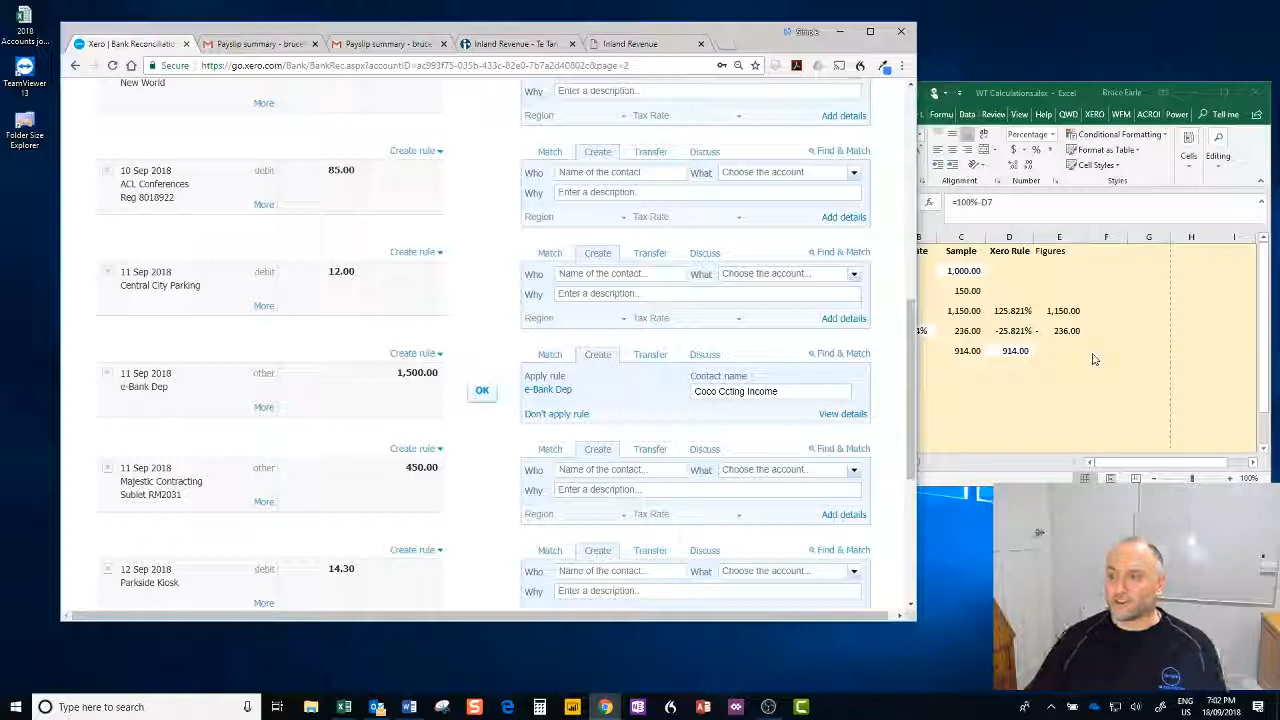 2018
Accounts jo...
TeamViewer
13
Folder Size
Explorer
Xero | Bank Reconciliatio
Payslip summary - bruce
Payslip summary - bruce
Inland Revenue - Te Tari
Inland Revenue
Secure
https://go.xero.com/Bank/BankRec.aspx?accountID=ac993f75-035b-433c-82e0-7b7a2d40802c&page=2
New World
More
Why
Enter a description...
Region
Tax Rate
Add details
Create rule
Match
Create
Transfer
Discuss
Find & Match
10 Sep 2018
debit
85.00
ACL Conferences
Reg 8018922
More
Who
Name of the contact
What
Choose the account
Why
Enter a description...
Region
Tax Rate
Add details
Create rule
Match
Create
Transfer
Discuss
Find & Match
11 Sep 2018
debit
12.00
Central City Parking
More
Who
Name of the contact...
What
Choose the account...
Why
Enter a description...
Region
Tax Rate
Add details
Create rule
Match
Create
Transfer
Discuss
Find & Match
11 Sep 2018
other
1,500.00
e-Bank Dep
More
OK
Apply rule
Contact name
e-Bank Dep
Coco Ccting Income
Don't apply rule
View details
Create rule
Match
Create
Transfer
Discuss
Find & Match
11 Sep 2018
other
450.00
Majestic Contracting
Sublet RM2031
More
Who
Name of the contact...
What
Choose the account...
Why
Enter a description...
Region
Tax Rate
Add details
Create rule
Match
Create
Transfer
Discuss
Find & Match
12 Sep 2018
debit
14.30
Parkside Kiosk
More
Who
Name of the contact...
What
Choose the account...
Why
Enter a description...
WT Calculations.xlsx - Excel
Bruce Earle
Formu
Data
Review
View
Help
QWD
XERO
WFM
ACROI
Power
Tell me
Percentage
Conditional Formatting
Format as Table
Cell Styles
Cells
Editing
Alignment
Number
Styles
fx
=100%-D7
C D E F G H I
Sample Xero Rule Figures
1,000.00
150.00
1,150.00 125.821% 1,150.00
236.00 -25.821% - 236.00
914.00 914.00
100%
Type here to search
ENG
US
7:02 PM
18/09/2018